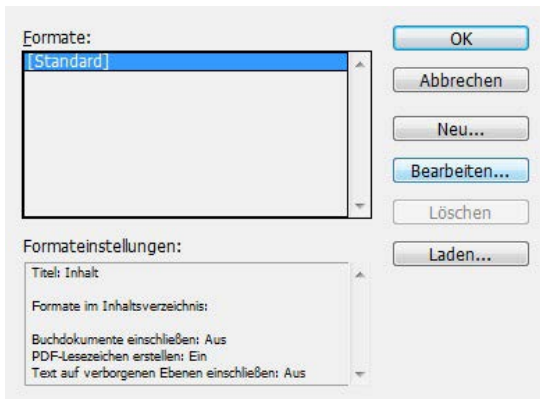 Formate:
[Standard]
OK
Abbrechen
Neu...
Bearbeiten...
Löschen
Laden...
Formateinstellungen:
Titel: Inhalt
Formate im Inhaltsverzeichnis:
Buchdokumente einschließen: Aus
PDF-Lesezeichen erstellen: Ein
Text auf verborgenen Ebenen einschließen: Aus